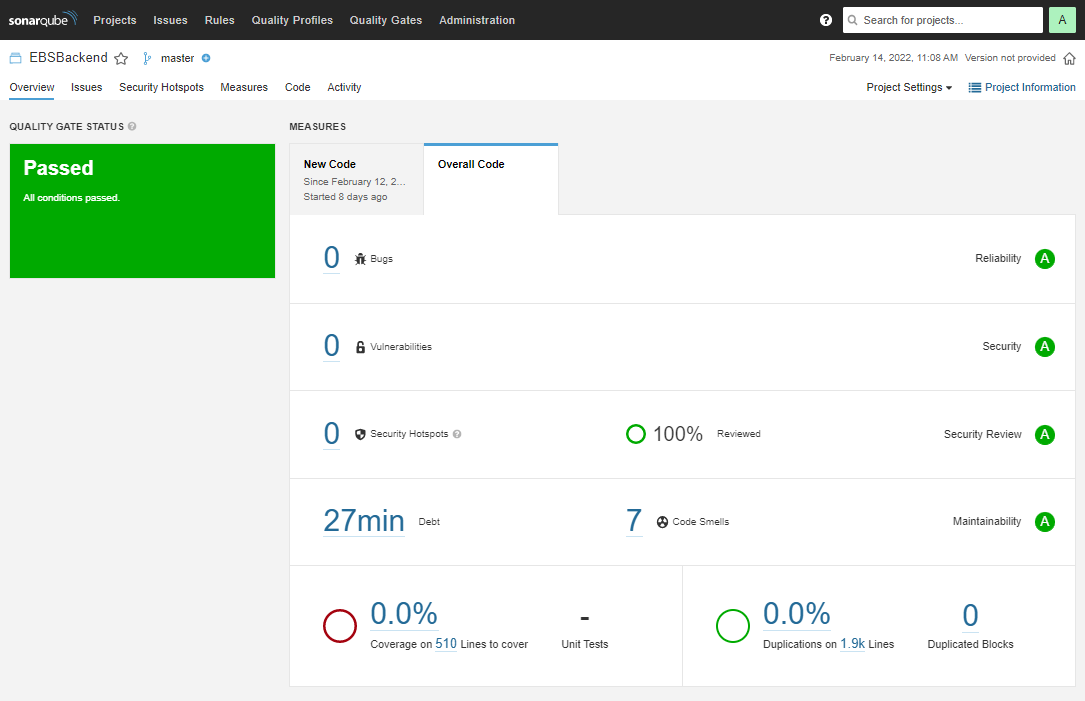 sonarqube Projects Issues Rules Quality Profiles Quality Gates Administration ? Search for projects... A
EBSBackend master February 14, 2022, 11:08 AM Version not provided
Overview Issues Security Hotspots Measures Code Activity Project Settings Project Information
QUALITY GATE STATUS ?
Passed
All conditions passed.
MEASURES
New Code
Since February 12, 2...
Started 8 days ago
Overall Code
0 Bugs Reliability A
0 Vulnerabilities Security A
0 Security Hotspots ? 100% Reviewed Security Review A
27min Debt 7 Code Smells Maintainability A
0.0%
Coverage on 510 Lines to cover
-
Unit Tests
0.0%
Duplications on 1.9k Lines
0
Duplicated Blocks